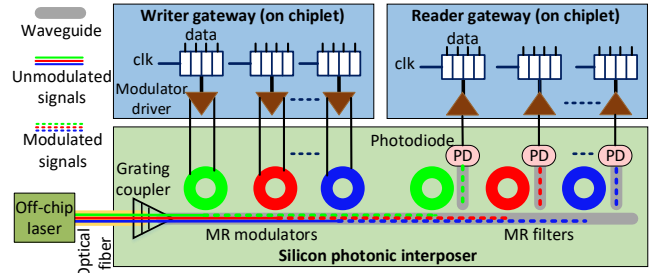 Waveguide
Unmodulated
signals
Modulated
signals
Writer gateway (on chiplet)
data
clk
Modulator
driver
Reader gateway (on chiplet)
data
clk
Photodiode
PD
PD
PD
Grating
coupler
Off-chip
laser
Optical
fiber
MR modulators
MR filters
Silicon photonic interposer